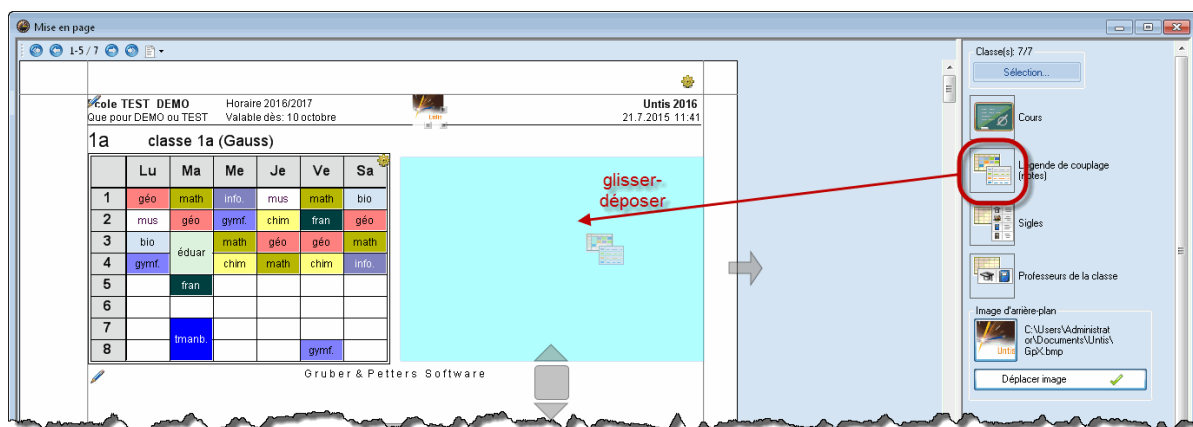 Mise en page
1-5 / 7
École TEST DEMO Horaire 2016/2017 Untis 2016
Que pour DEMO ou TEST Valable dès: 10 octobre 21.7.2015 11:41
Untis
1a classe 1a (Gauss)
Lu Ma Me Je Ve Sa
1 géo math info. mus math bio
2 mus géo gymf. chim fran géo
3 bio éduar math géo géo math
4 gymf. chim math chim info.
5 fran
6
7 tmanb.
8 gymf.
Gruber & Petters Software
glisser-
déposer
Classe(s): 7/7
Sélection...
Cours
Légende de couplage
(notes)
Sigles
Professeurs de la classe
Image d'arrière-plan
C:\Users\Administrat
or\Documents\Untis\
GpX.bmp
Untis
Déplacer image